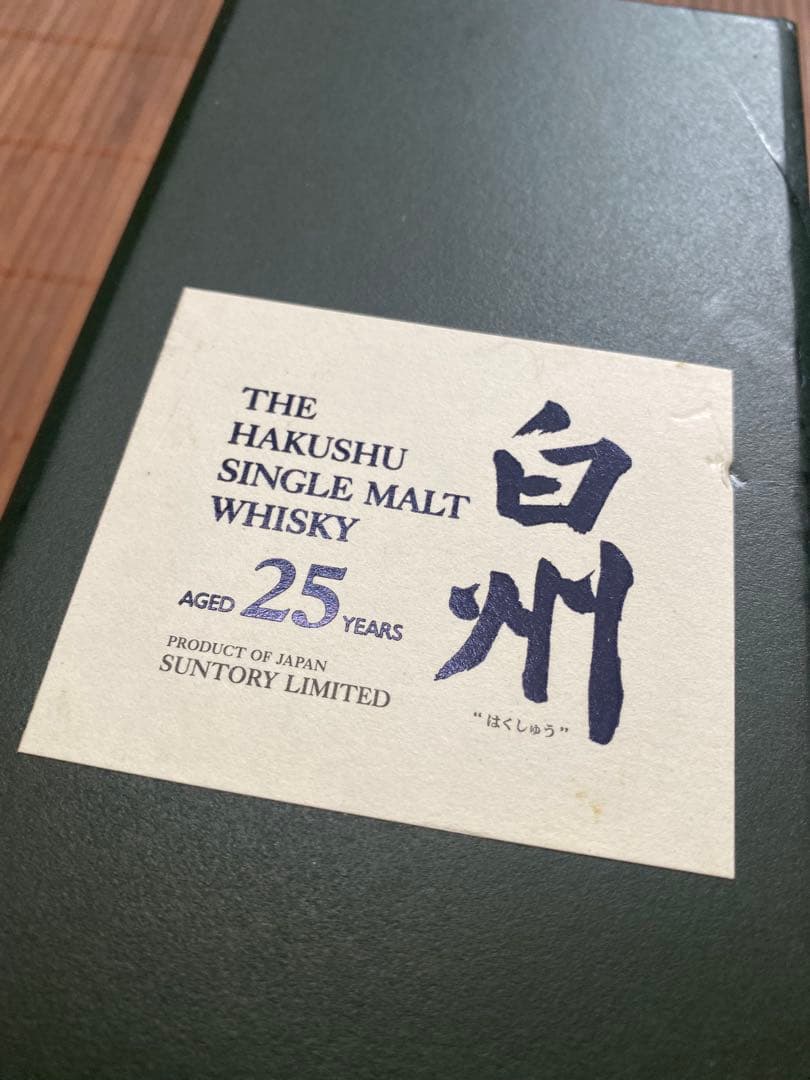 THE
HAKUSHU
SINGLE MALT
WHISKY
AGED 25 YEARS
PRODUCT OF JAPAN
SUNTORY LIMITED
白州
“はくしゅう”